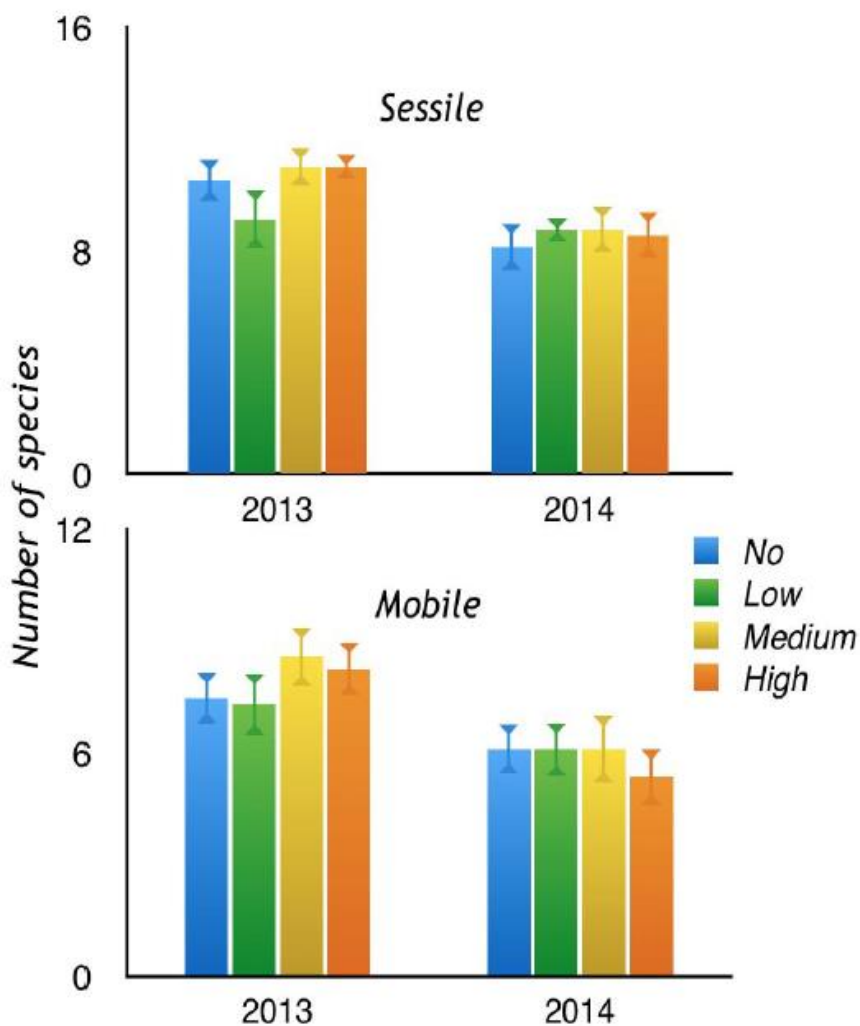 16
Sessile
8
0
2013 2014
Number of species
12
Mobile
6
0
2013 2014
No
Low
Medium
High